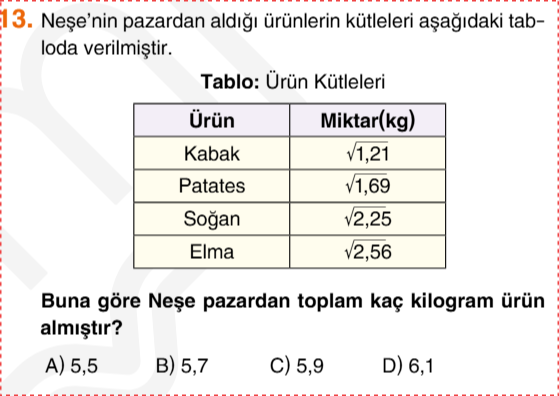 13. Neşe’nin pazardan aldığı ürünlerin kütleleri aşağıdaki tab-
loda verilmiştir.
Tablo: Ürün Kütleleri
Ürün Miktar(kg)
Kabak √1,21
Patates √1,69
Soğan √2,25
Elma √2,56
Buna göre Neşe pazardan toplam kaç kilogram ürün
almıştır?
A) 5,5 B) 5,7 C) 5,9 D) 6,1